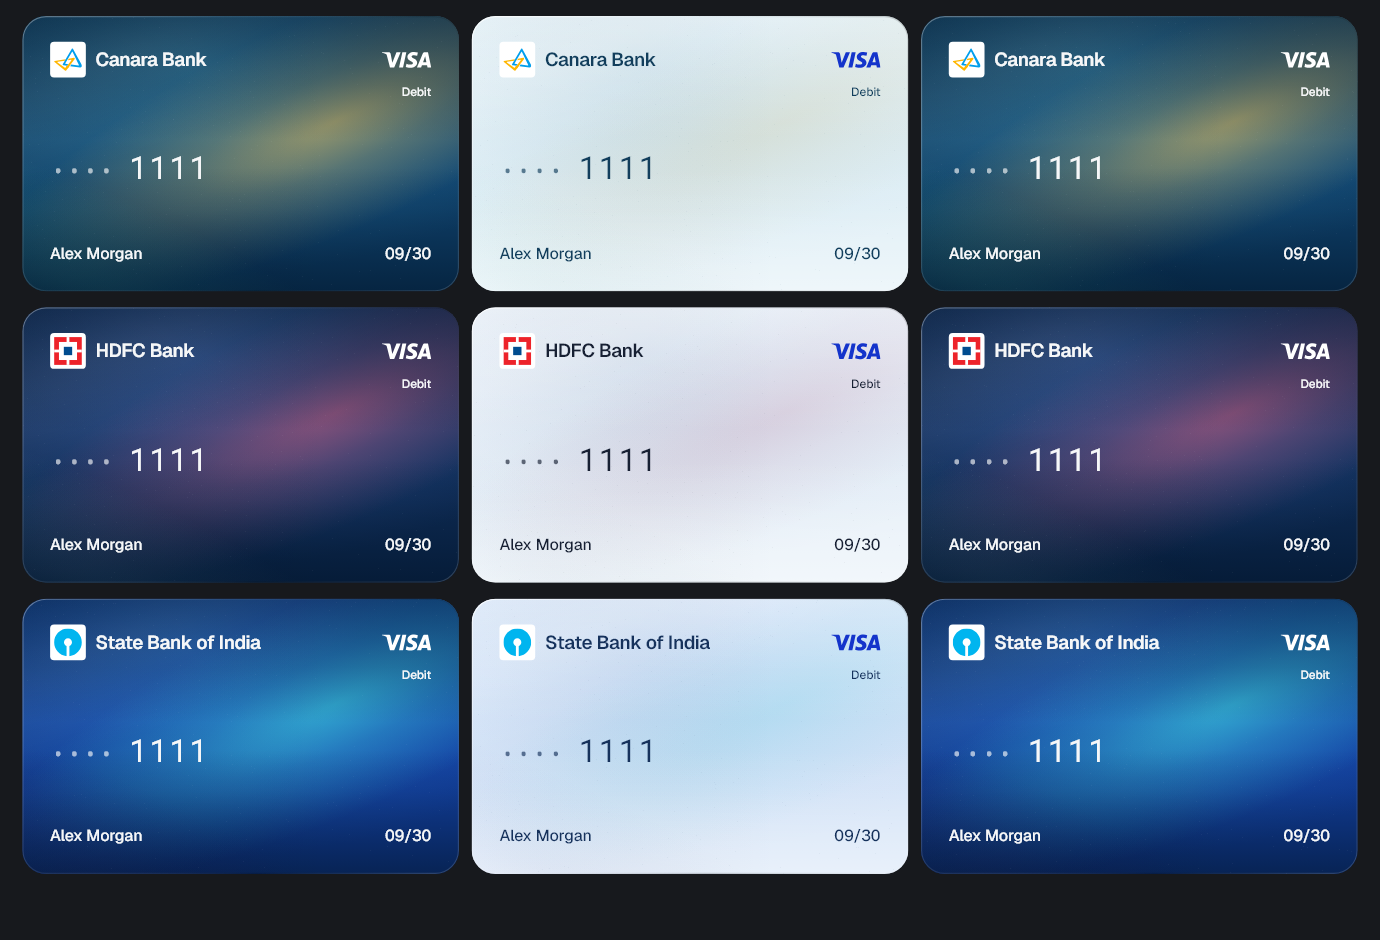 Canara Bank VISA
Debit
•••• 1111
Alex Morgan 09/30
Canara Bank VISA
Debit
•••• 1111
Alex Morgan 09/30
Canara Bank VISA
Debit
•••• 1111
Alex Morgan 09/30
HDFC Bank VISA
Debit
•••• 1111
Alex Morgan 09/30
HDFC Bank VISA
Debit
•••• 1111
Alex Morgan 09/30
HDFC Bank VISA
Debit
•••• 1111
Alex Morgan 09/30
State Bank of India VISA
Debit
•••• 1111
Alex Morgan 09/30
State Bank of India VISA
Debit
•••• 1111
Alex Morgan 09/30
State Bank of India VISA
Debit
•••• 1111
Alex Morgan 09/30